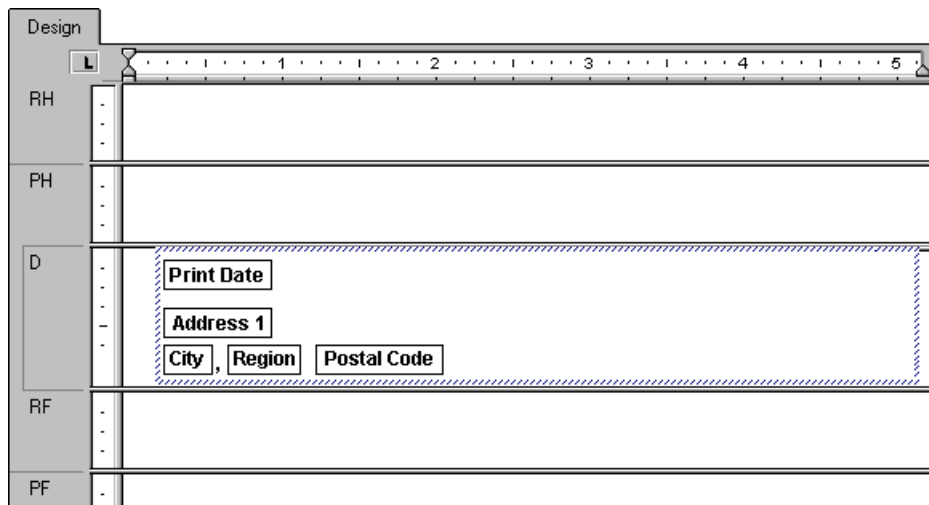 Design
L 1 2 3 4 5
RH
PH
D
Print Date
Address 1
City , Region Postal Code
RF
PF